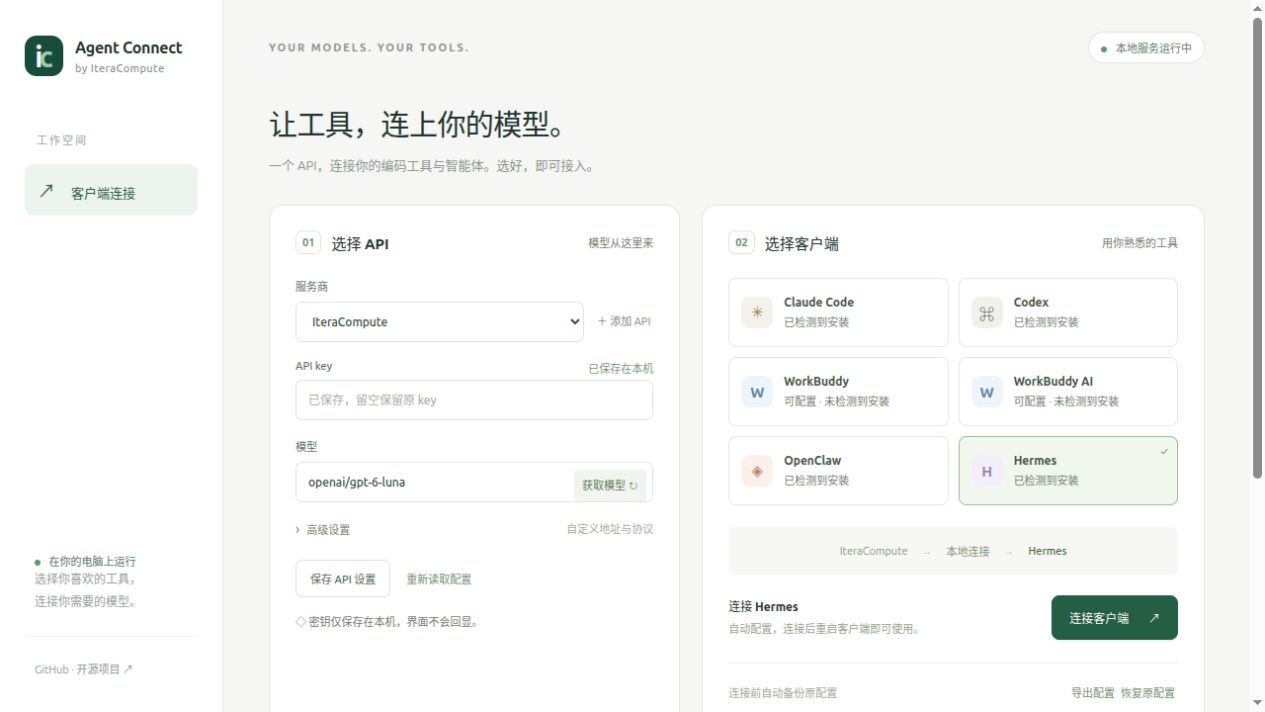 ic
Agent Connect
by IteraCompute
工作空间
↗ 客户端连接
在你的电脑上运行
选择你喜欢的工具，
连接你需要的模型。
GitHub · 开源项目 ↗
YOUR MODELS. YOUR TOOLS.
本地服务运行中
让工具，连上你的模型。
一个 API，连接你的编码工具与智能体。选好，即可接入。
01 选择 API 模型从这里来
服务商
IteraCompute + 添加 API
API key 已保存在本机
已保存，留空保留原 key
模型
openai/gpt-6-luna 获取模型 ↻
› 高级设置 自定义地址与协议
保存 API 设置 重新读取配置
◇ 密钥仅保存在本机，界面不会回显。
02 选择客户端 用你熟悉的工具
Claude Code
已检测到安装
⌘ Codex
已检测到安装
W WorkBuddy
可配置 · 未检测到安装
W WorkBuddy AI
可配置 · 未检测到安装
OpenClaw
已检测到安装
H Hermes ✓
已检测到安装
IteraCompute → 本地连接 → Hermes
连接 Hermes
自动配置，连接后重启客户端即可使用。
连接客户端 ↗
连接前自动备份原配置 导出配置 恢复原配置